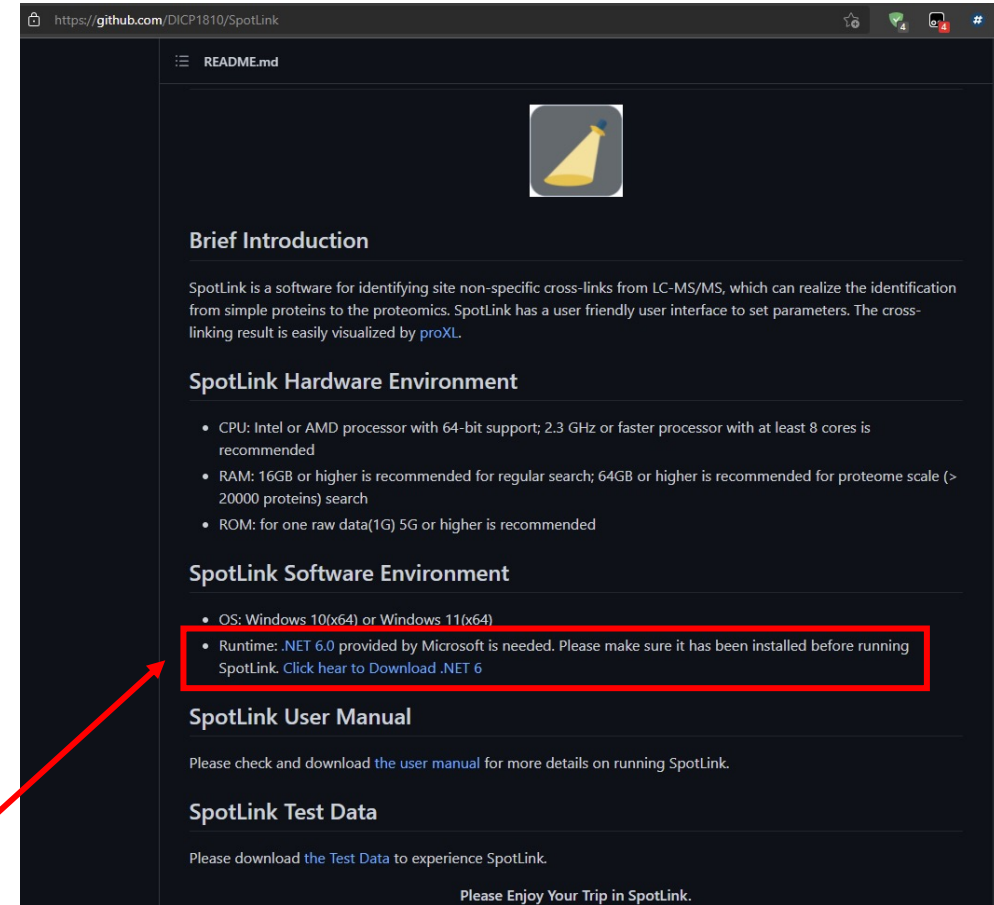 https://github.com/DICP1810/SpotLink
4
4
#
README.md
Brief Introduction
SpotLink is a software for identifying site non-specific cross-links from LC-MS/MS, which can realize the identification
from simple proteins to the proteomics. SpotLink has a user friendly user interface to set parameters. The cross-
linking result is easily visualized by proXL.
SpotLink Hardware Environment
• CPU: Intel or AMD processor with 64-bit support; 2.3 GHz or faster processor with at least 8 cores is
recommended
• RAM: 16GB or higher is recommended for regular search; 64GB or higher is recommended for proteome scale (>
20000 proteins) search
• ROM: for one raw data(1G) 5G or higher is recommended
SpotLink Software Environment
• OS: Windows 10(x64) or Windows 11(x64)
• Runtime: .NET 6.0 provided by Microsoft is needed. Please make sure it has been installed before running
SpotLink. Click hear to Download .NET 6
SpotLink User Manual
Please check and download the user manual for more details on running SpotLink.
SpotLink Test Data
Please download the Test Data to experience SpotLink.
Please Enjoy Your Trip in SpotLink.